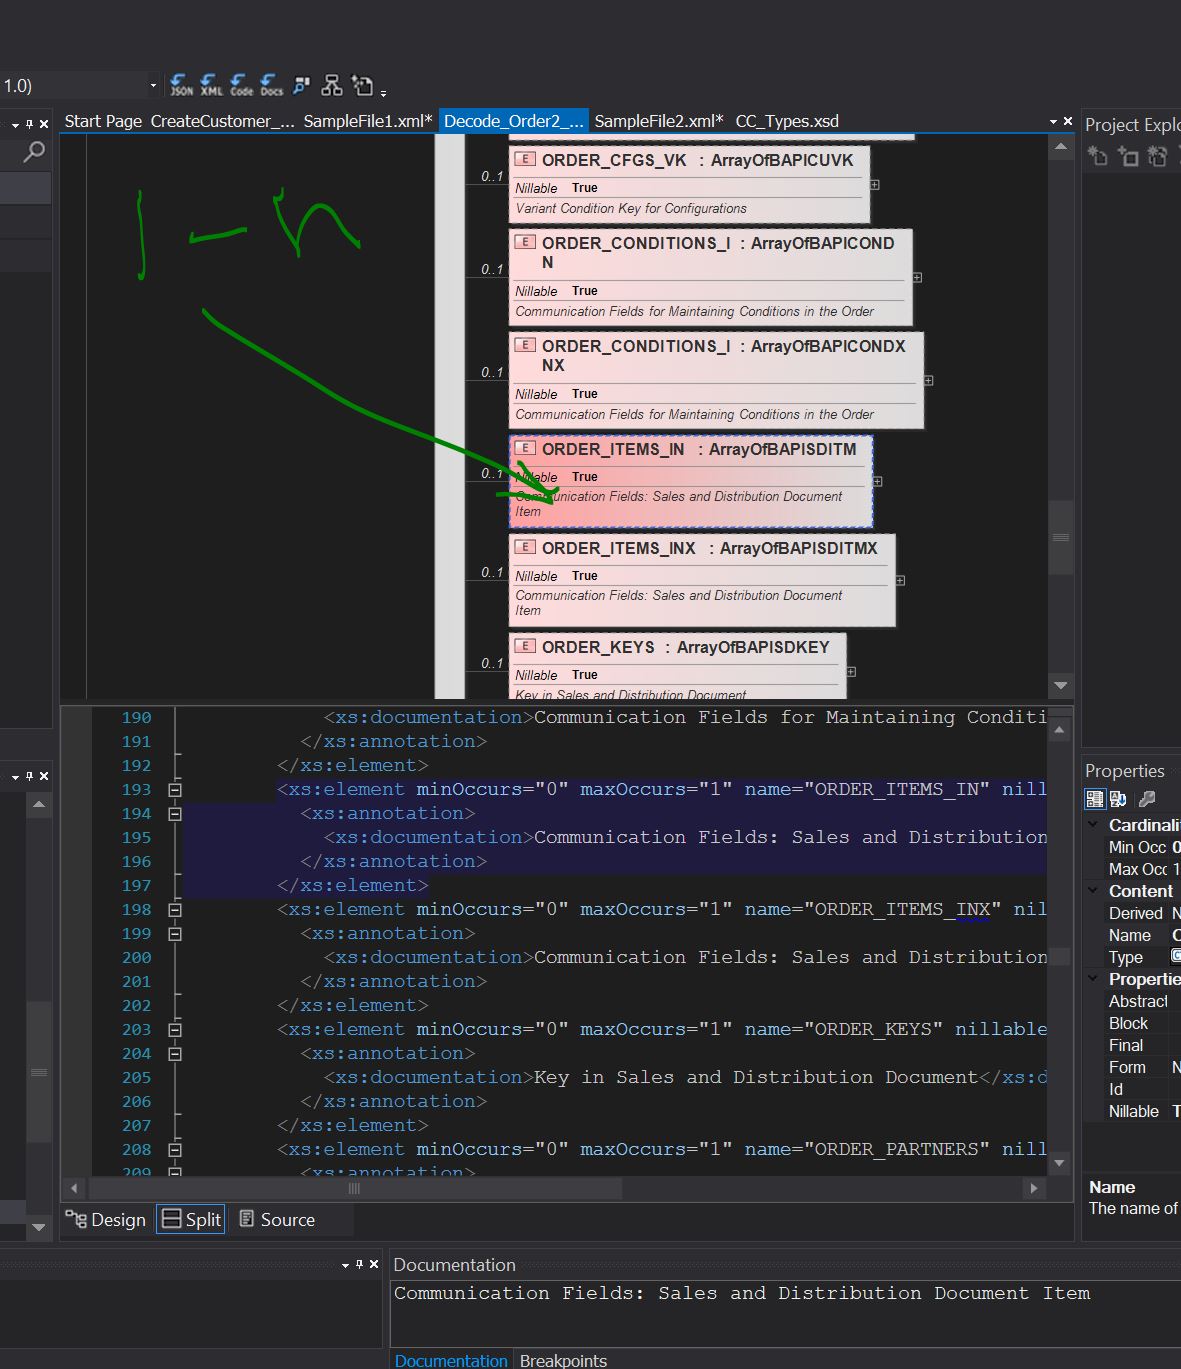 1.0)
JSON XML Code Docs
Start Page CreateCustomer_... SampleFile1.xml* Decode_Order2_... SampleFile2.xml* CC_Types.xsd
Project Explo
1 - n
0..1
E ORDER_CFGS_VK : ArrayOfBAPICUVK
Nillable True
Variant Condition Key for Configurations
0..1
E ORDER_CONDITIONS_I : ArrayOfBAPICOND
N
Nillable True
Communication Fields for Maintaining Conditions in the Order
0..1
E ORDER_CONDITIONS_I : ArrayOfBAPICONDX
NX
Nillable True
Communication Fields for Maintaining Conditions in the Order
0..1
E ORDER_ITEMS_IN : ArrayOfBAPISDITM
Nillable True
Communication Fields: Sales and Distribution Document
Item
0..1
E ORDER_ITEMS_INX : ArrayOfBAPISDITMX
Nillable True
Communication Fields: Sales and Distribution Document
Item
0..1
E ORDER_KEYS : ArrayOfBAPISDKEY
Nillable True
Key in Sales and Distribution Document
190 <xs:documentation>Communication Fields for Maintaining Conditi
191 </xs:annotation>
192 </xs:element>
193 <xs:element minOccurs="0" maxOccurs="1" name="ORDER_ITEMS_IN" nill
194 <xs:annotation>
195 <xs:documentation>Communication Fields: Sales and Distribution
196 </xs:annotation>
197 </xs:element>
198 <xs:element minOccurs="0" maxOccurs="1" name="ORDER_ITEMS_INX" nil
199 <xs:annotation>
200 <xs:documentation>Communication Fields: Sales and Distribution
201 </xs:annotation>
202 </xs:element>
203 <xs:element minOccurs="0" maxOccurs="1" name="ORDER_KEYS" nillable
204 <xs:annotation>
205 <xs:documentation>Key in Sales and Distribution Document</xs:d
206 </xs:annotation>
207 </xs:element>
208 <xs:element minOccurs="0" maxOccurs="1" name="ORDER_PARTNERS" nill
209 <xs:annotation>
Design Split Source
Properties
Cardinali
Min Occ 0
Max Occ 1
Content
Derived N
Name
Type
Propertie
Abstract
Block
Final
Form N
Id
Nillable T
Name
The name of
Documentation
Communication Fields: Sales and Distribution Document Item
Documentation Breakpoints